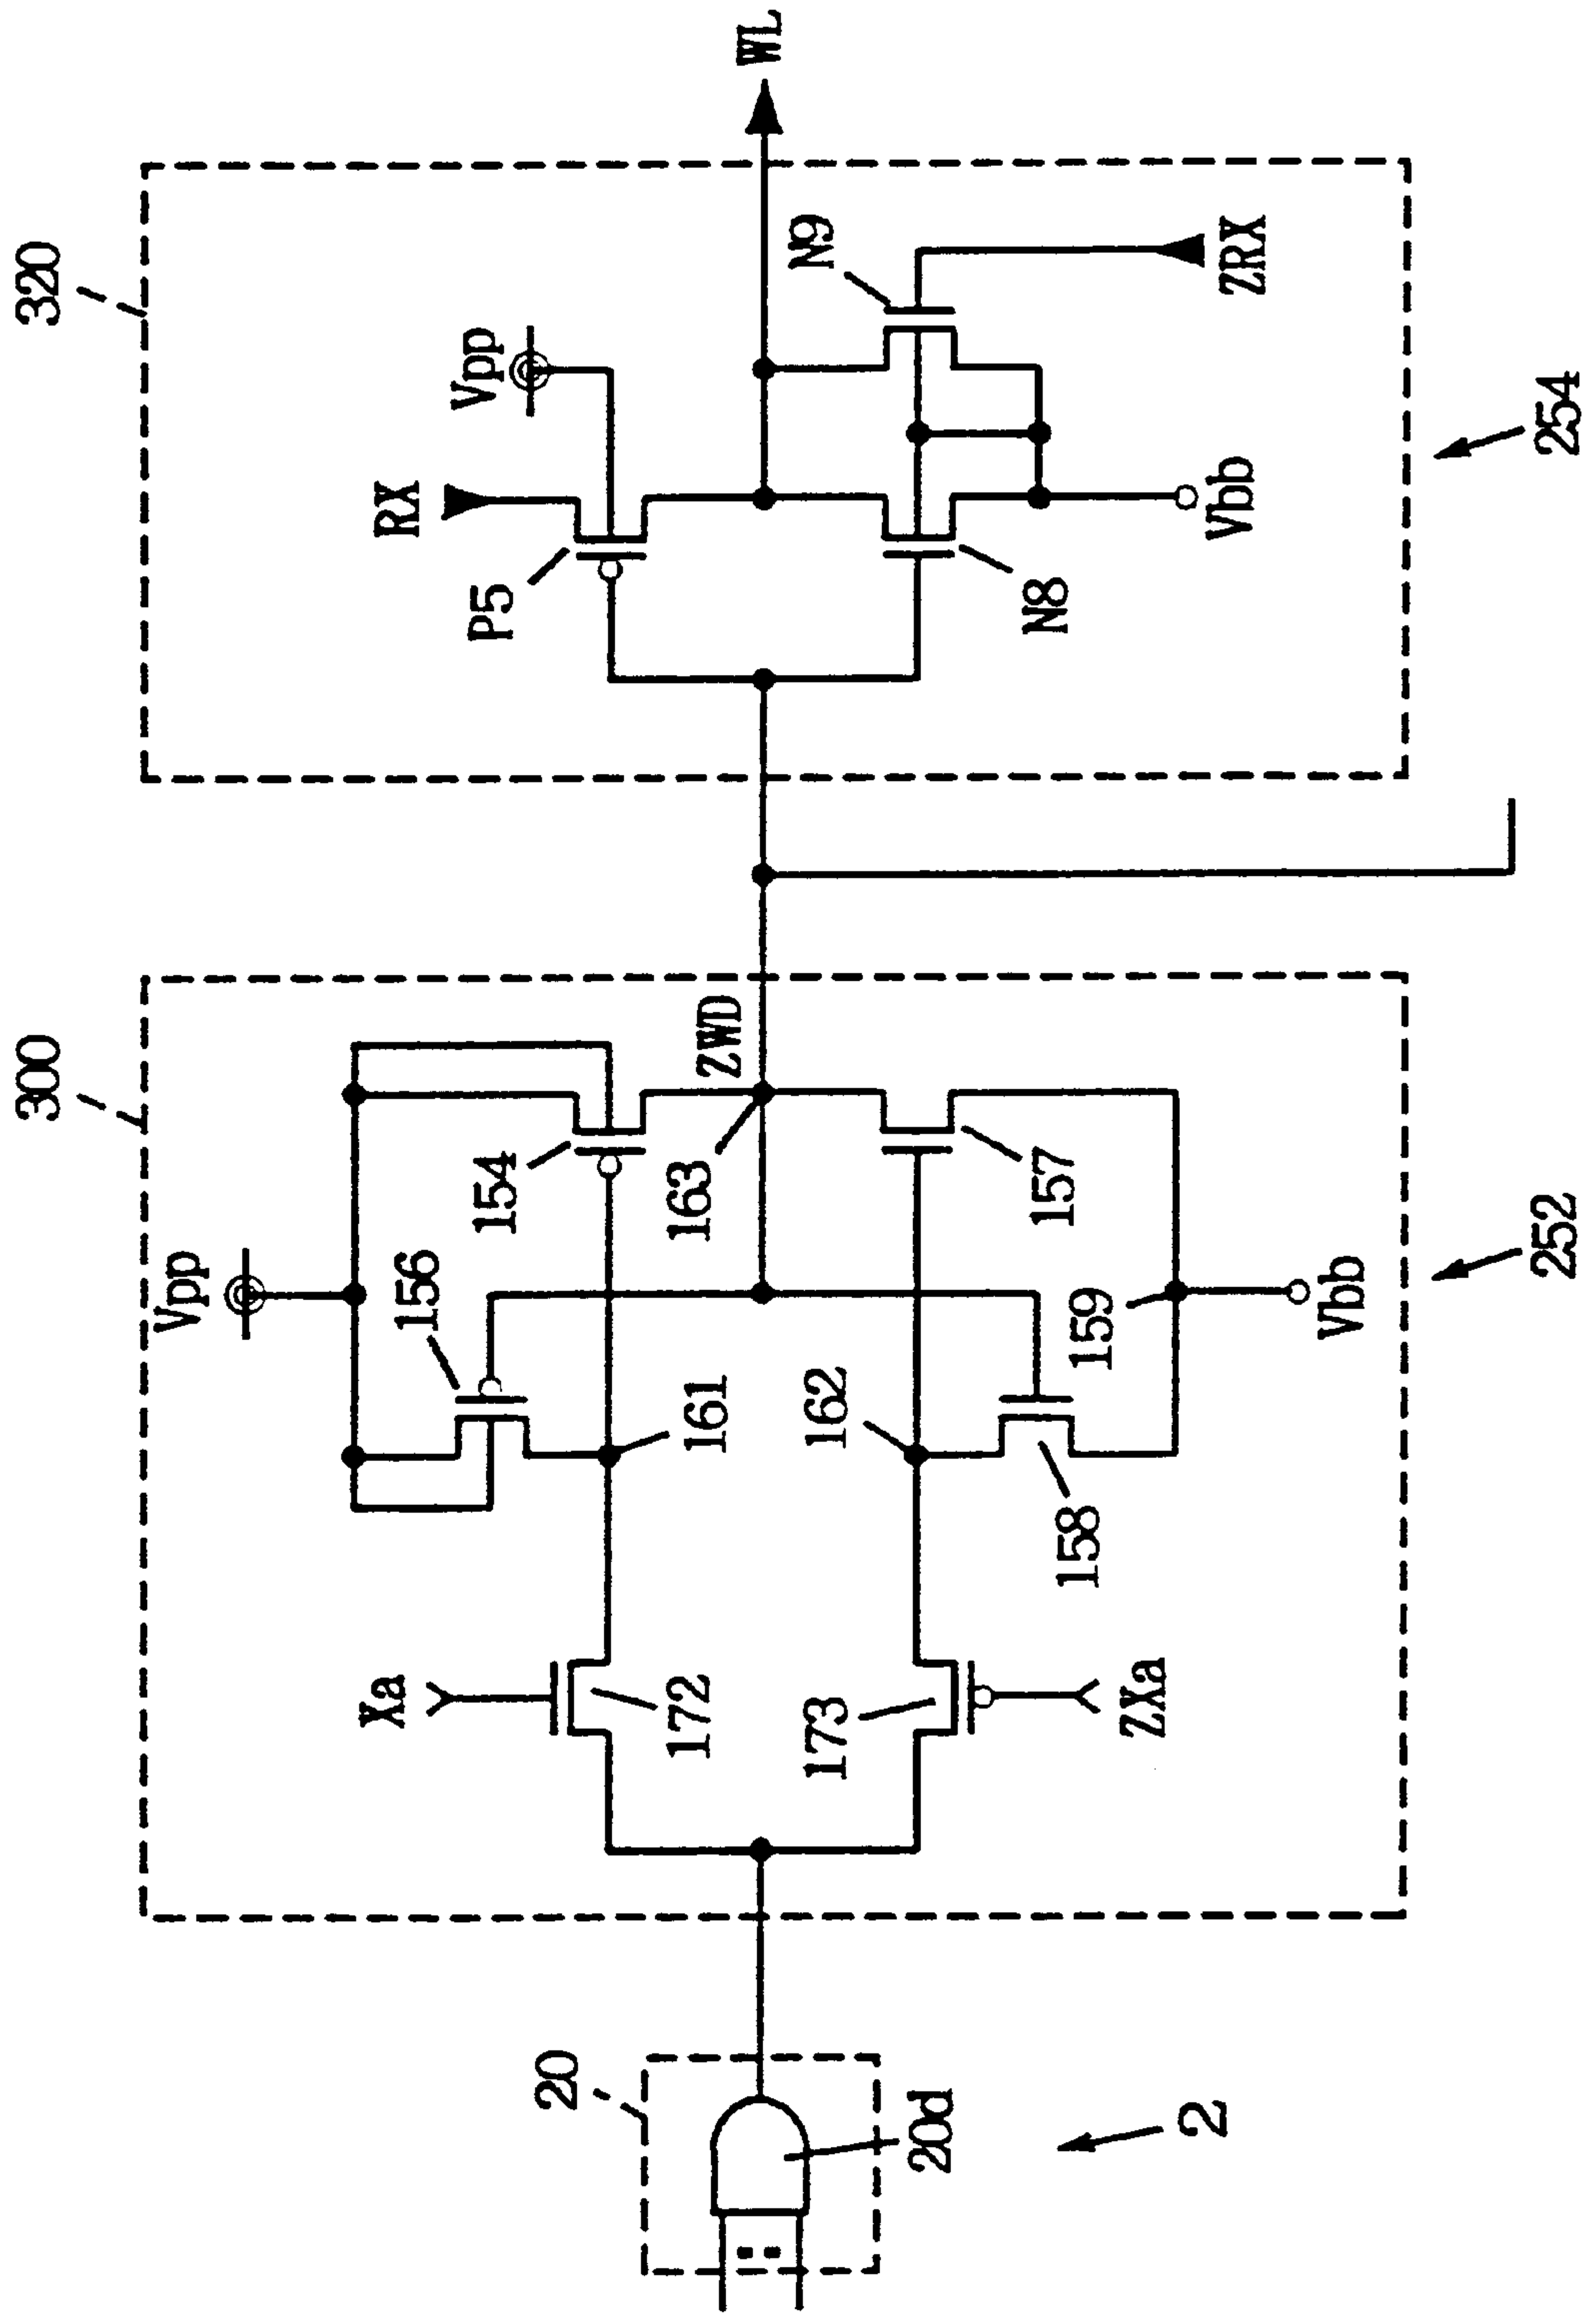 20
20d
2
300
Vpp
Xa
172
173
ZXa
156
161
162
158
154
163
ZWD
157
159
Vbb
252
320
RX
Vpp
P5
N8
N9
Vbb
ZRX
WL
254